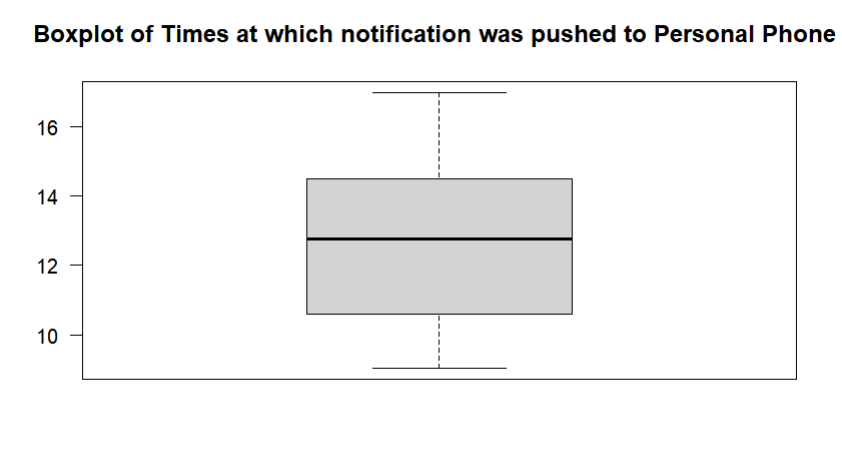 Boxplot of Times at which notification was pushed to Personal Phone
16
14
12
10